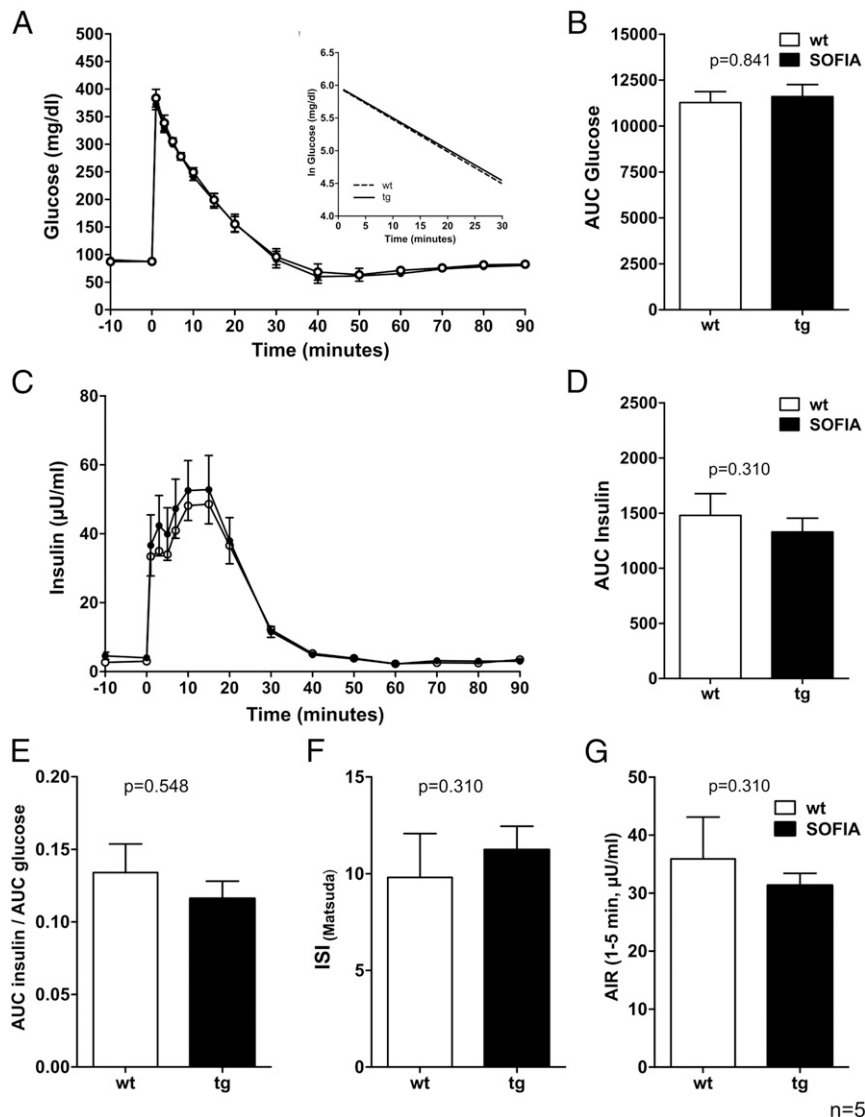 A
Glucose (mg/dl)
500
450
400
350
300
250
200
150
100
50
0
-10 0 10 20 30 40 50 60 70 80 90
Time (minutes)
ln Glucose (mg/dl)
6.5
6.0
5.5
5.0
4.5
4.0
wt
tg
0 5 10 15 20 25 30
Time (minutes)
B
wt
SOFIA
p=0.841
AUC Glucose
15000
12500
10000
7500
5000
2500
0
wt tg
C
Insulin (µU/ml)
80
60
40
20
0
-10 0 10 20 30 40 50 60 70 80 90
Time (minutes)
D
wt
SOFIA
p=0.310
AUC Insulin
2500
2000
1500
1000
500
0
wt tg
E
p=0.548
AUC insulin / AUC glucose
0.20
0.15
0.10
0.05
0.00
wt tg
F
p=0.310
ISI (Matsuda)
15
10
5
0
wt tg
G
p=0.310
wt
SOFIA
AIR (1-5 min, µU/ml)
50
40
30
20
10
0
wt tg
n=5